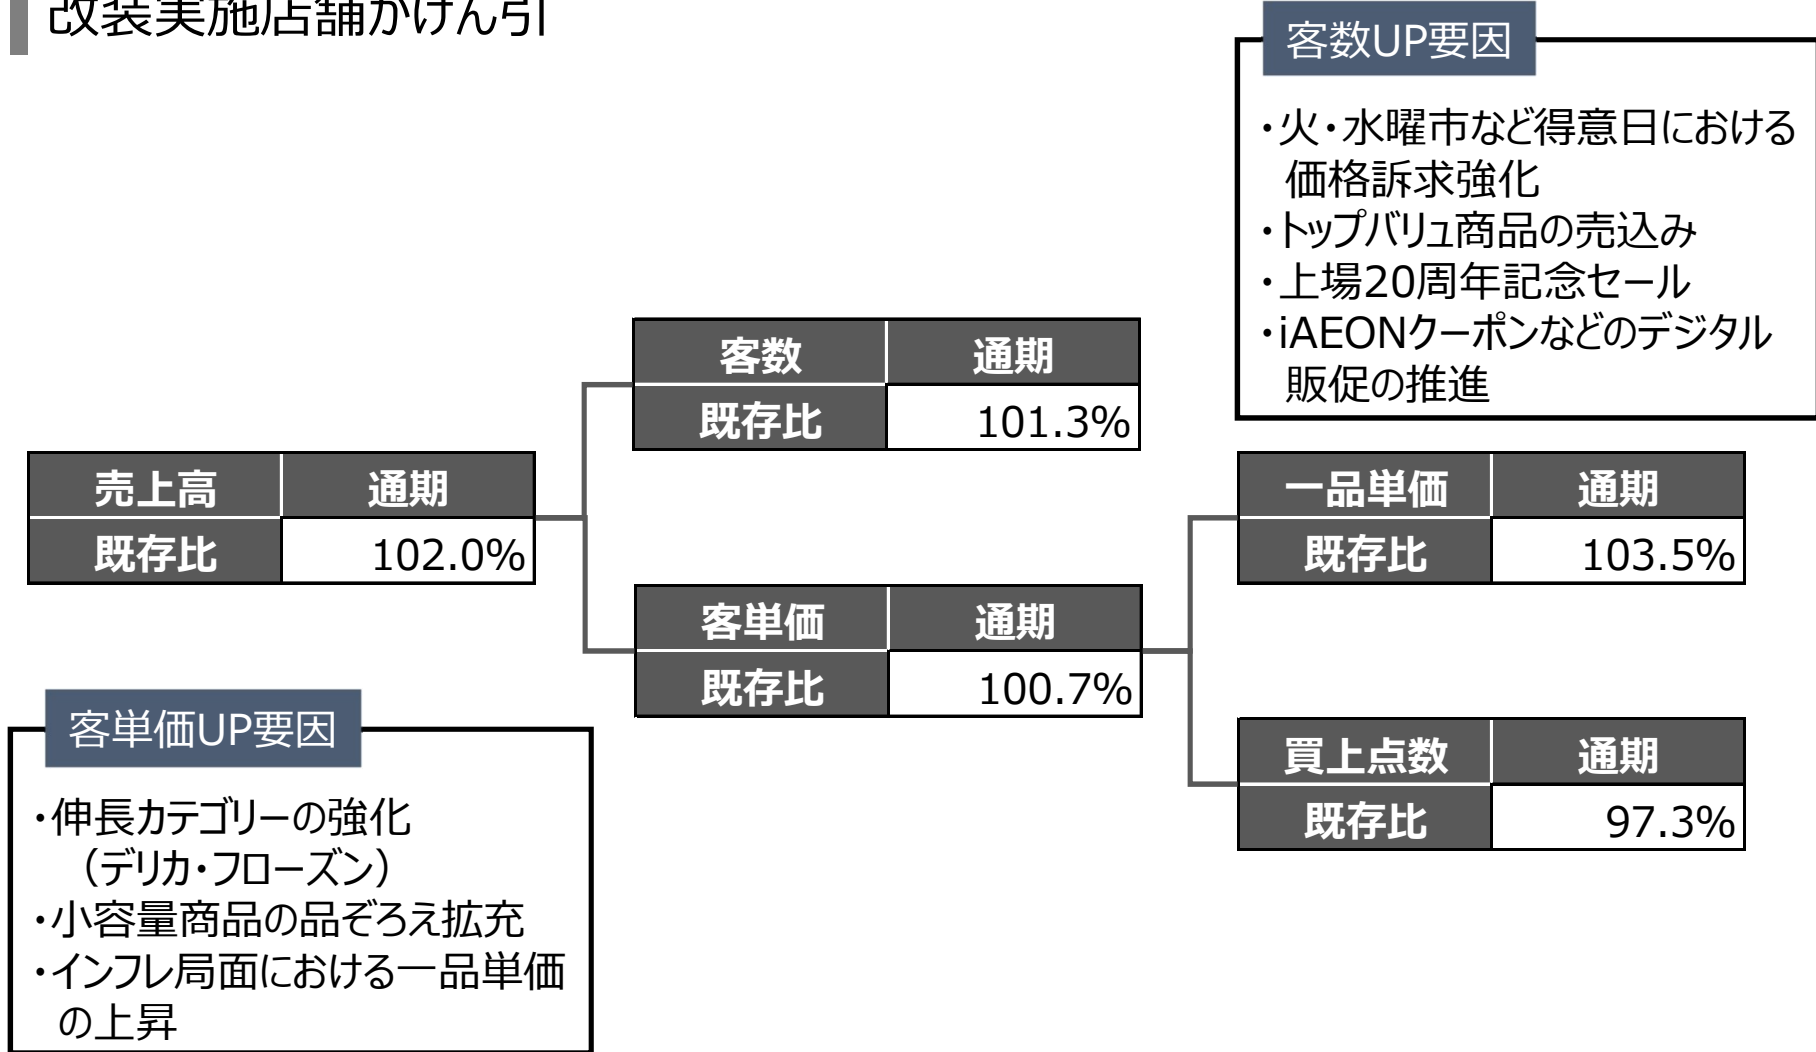 改装実施店舗がけん引
客数UP要因
・火・水曜市など得意日における
価格訴求強化
・トップバリュ商品の売込み
・上場20周年記念セール
・iAEONクーポンなどのデジタル
販促の推進
客数 通期
既存比 101.3%
売上高 通期
既存比 102.0%
一品単価 通期
既存比 103.5%
客単価 通期
既存比 100.7%
買上点数 通期
既存比 97.3%
客単価UP要因
・伸長カテゴリーの強化
（デリカ・フローズン）
・小容量商品の品ぞろえ拡充
・インフレ局面における一品単価
の上昇